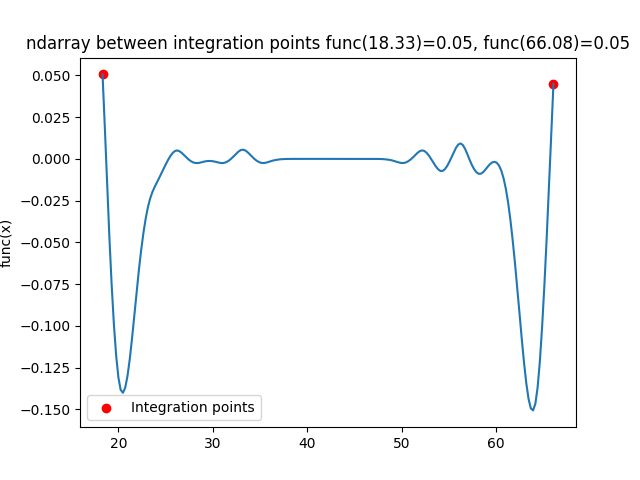 ndarray between integration points func(18.33)=0.05, func(66.08)=0.05
func(x)
0.050
0.025
0.000
−0.025
−0.050
−0.075
−0.100
−0.125
−0.150
Integration points
20 30 40 50 60